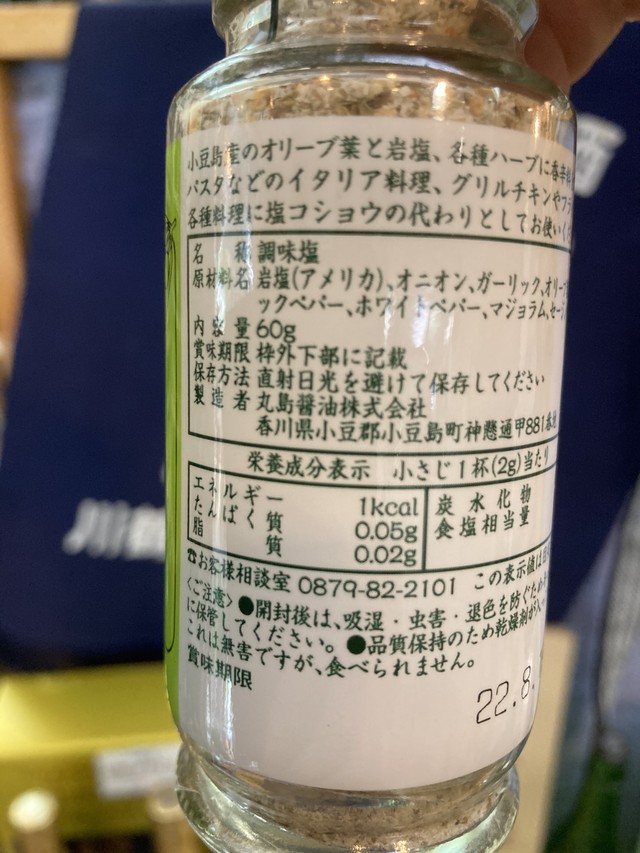 小豆島産のオリーブ葉と岩塩、各種ハーブに香辛料
パスタなどのイタリア料理、グリルチキンやフラ
各種料理に塩コショウの代わりとしてお使いくだ
名称 調味塩
原材料名 岩塩(アメリカ)、オニオン、ガーリック、オリーブ
ックペパー、ホワイトペパー、マジョラム、セージ
内容量 60g
賞味期限 枠外下部に記載
保存方法 直射日光を避けて保存してください
製造者 丸島醤油株式会社
香川県小豆郡小豆島町神懸通甲881番地
栄養成分表示 小さじ1杯(2g)当たり
エネルギー 1kcal 炭水化物
たんぱく質 0.05g 食塩相当量
脂質 0.02g
☎お客様相談室 0879-82-2101 この表示値は
〈ご注意〉●開封後は、吸湿・虫害・退色を防ぐため
に保管してください。●品質保持のため乾燥剤が入
これは無害ですが、食べられません。
賞味期限
22.8.
川鶴
西